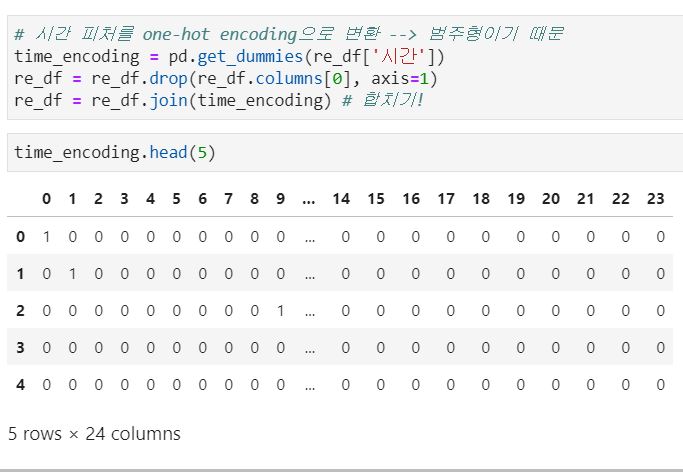 # 시간 피처를 one-hot encoding으로 변환 --> 범주형이기 때문
time_encoding = pd.get_dummies(re_df['시간'])
re_df = re_df.drop(re_df.columns[0], axis=1)
re_df = re_df.join(time_encoding) # 합치기!
time_encoding.head(5)
0 1 2 3 4 5 6 7 8 9 ... 14 15 16 17 18 19 20 21 22 23
0 1 0 0 0 0 0 0 0 0 0 ... 0 0 0 0 0 0 0 0 0 0
1 0 1 0 0 0 0 0 0 0 0 ... 0 0 0 0 0 0 0 0 0 0
2 0 0 0 0 0 0 0 0 0 1 ... 0 0 0 0 0 0 0 0 0 0
3 0 0 0 0 0 0 0 0 0 0 ... 0 0 0 0 0 0 0 0 0 0
4 0 0 0 0 0 0 0 0 0 0 ... 0 0 0 0 0 0 0 0 0 0
5 rows × 24 columns